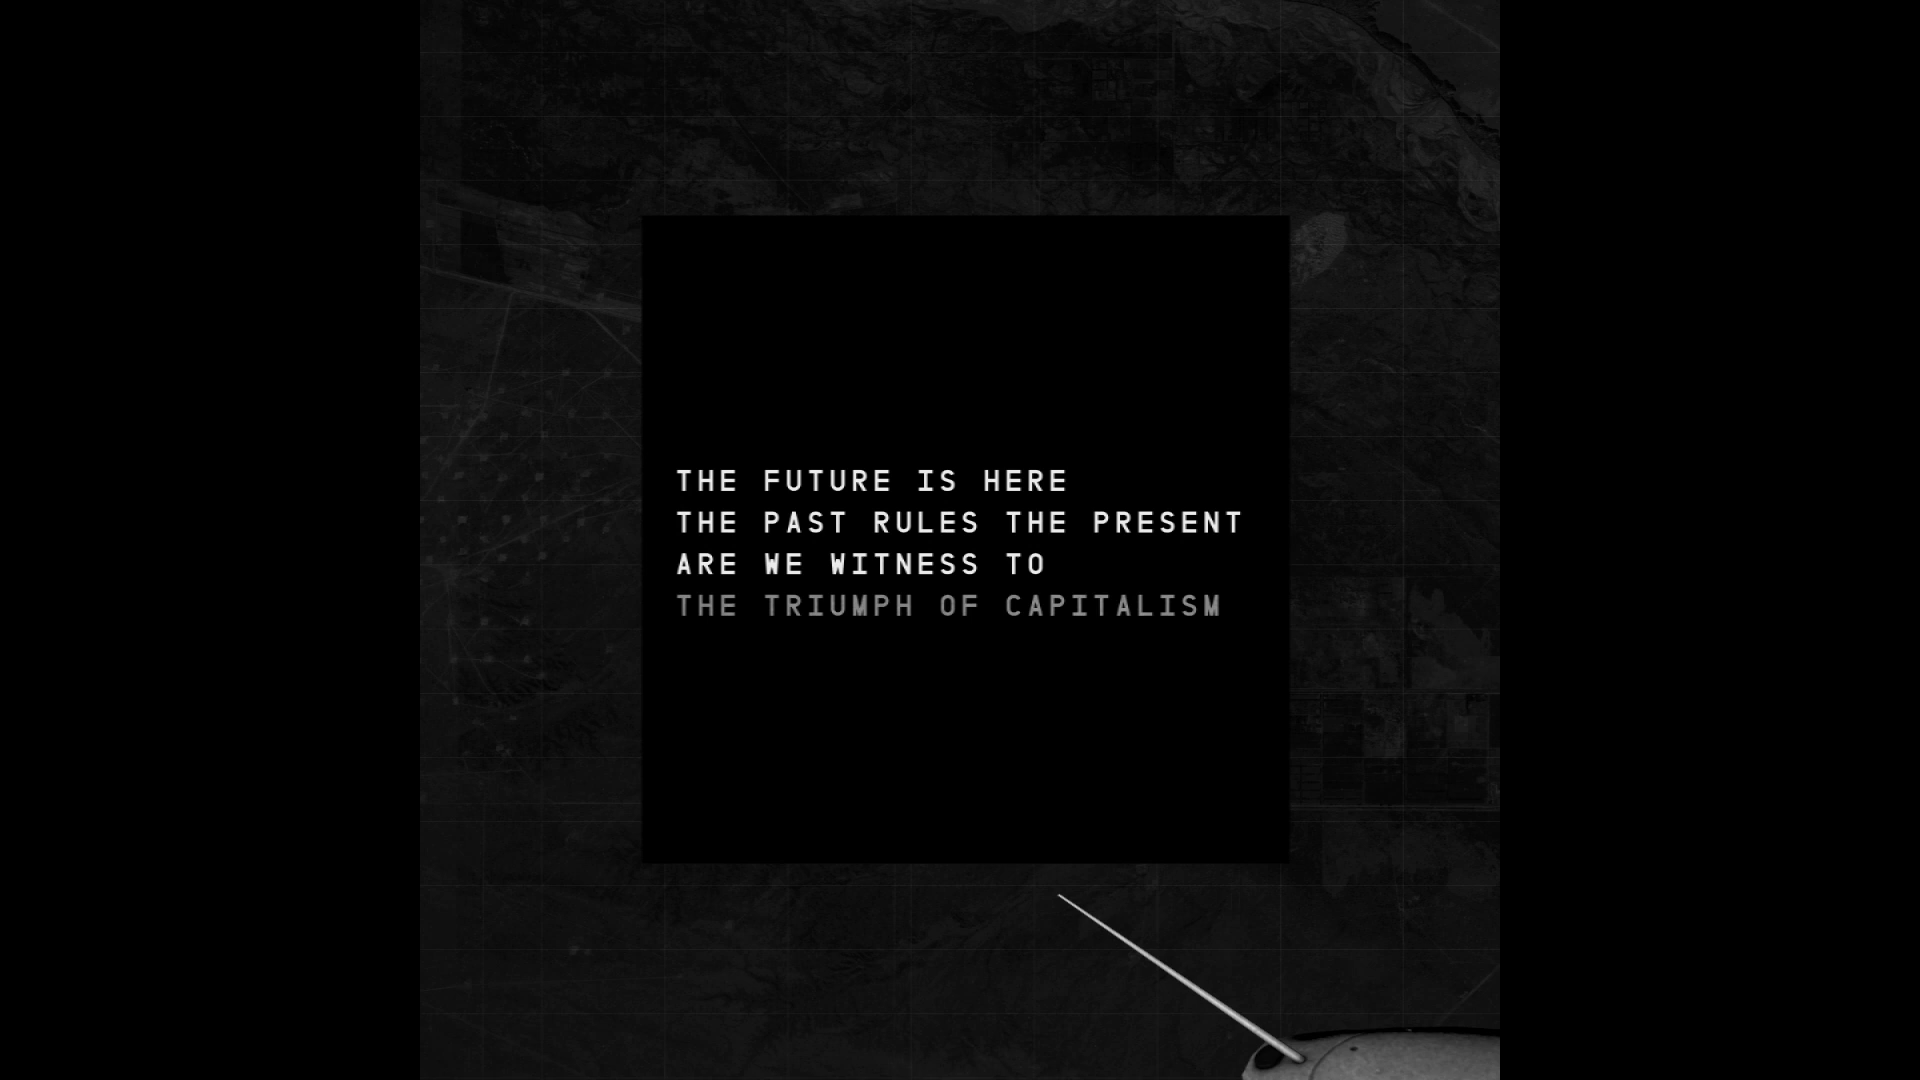 THE FUTURE IS HERE
THE PAST RULES THE PRESENT
ARE WE WITNESS TO
THE TRIUMPH OF CAPITALISM